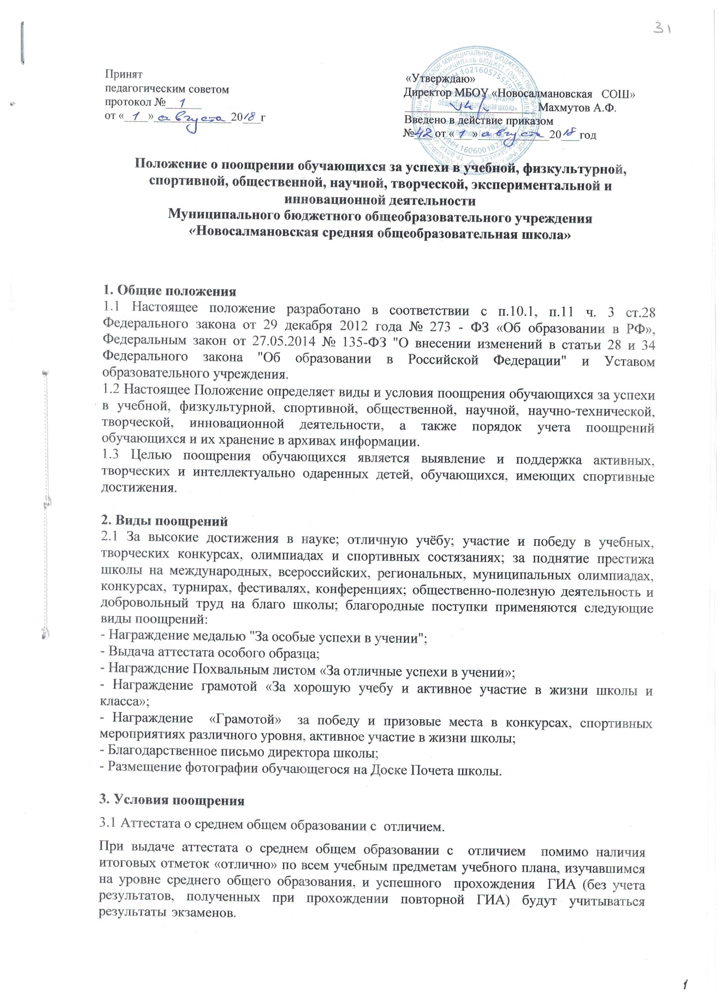 31
Принят
педагогическим советом
протокол № 1
от « 1 » августа 2018 г
«Утверждаю»
Директор МБОУ «Новосалмановская СОШ»
Махмутов А.Ф.
Введено в действие приказом
№42 от « 1 » августа 2018 год
Положение о поощрении обучающихся за успехи в учебной, физкультурной,
спортивной, общественной, научной, творческой, экспериментальной и
инновационной деятельности
Муниципального бюджетного общеобразовательного учреждения
«Новосалмановская средняя общеобразовательная школа»
1. Общие положения
1.1 Настоящее положение разработано в соответствии с п.10.1, п.11 ч. 3 ст.28
Федерального закона от 29 декабря 2012 года № 273 - ФЗ «Об образовании в РФ»,
Федеральным закон от 27.05.2014 № 135-ФЗ "О внесении изменений в статьи 28 и 34
Федерального закона "Об образовании в Российской Федерации" и Уставом
образовательного учреждения.
1.2 Настоящее Положение определяет виды и условия поощрения обучающихся за успехи
в учебной, физкультурной, спортивной, общественной, научной, научно-технической,
творческой, инновационной деятельности, а также порядок учета поощрений
обучающихся и их хранение в архивах информации.
1.3 Целью поощрения обучающихся является выявление и поддержка активных,
творческих и интеллектуально одаренных детей, обучающихся, имеющих спортивные
достижения.
2. Виды поощрений
2.1 За высокие достижения в науке; отличную учёбу; участие и победу в учебных,
творческих конкурсах, олимпиадах и спортивных состязаниях; за поднятие престижа
школы на международных, всероссийских, региональных, муниципальных олимпиадах,
конкурсах, турнирах, фестивалях, конференциях; общественно-полезную деятельность и
добровольный труд на благо школы; благородные поступки применяются следующие
виды поощрений:
- Награждение медалью "За особые успехи в учении";
- Выдача аттестата особого образца;
- Награждение Похвальным листом «За отличные успехи в учении»;
- Награждение грамотой «За хорошую учебу и активное участие в жизни школы и
класса»;
- Награждение «Грамотой» за победу и призовые места в конкурсах, спортивных
мероприятиях различного уровня, активное участие в жизни школы;
- Благодарственное письмо директора школы;
- Размещение фотографии обучающегося на Доске Почета школы.
3. Условия поощрения
3.1 Аттестата о среднем общем образовании с отличием.
При выдаче аттестата о среднем общем образовании с отличием помимо наличия
итоговых отметок «отлично» по всем учебным предметам учебного плана, изучавшимся
на уровне среднего общего образования, и успешного прохождения ГИА (без учета
результатов, полученных при прохождении повторной ГИА) будут учитываться
результаты экзаменов.
1